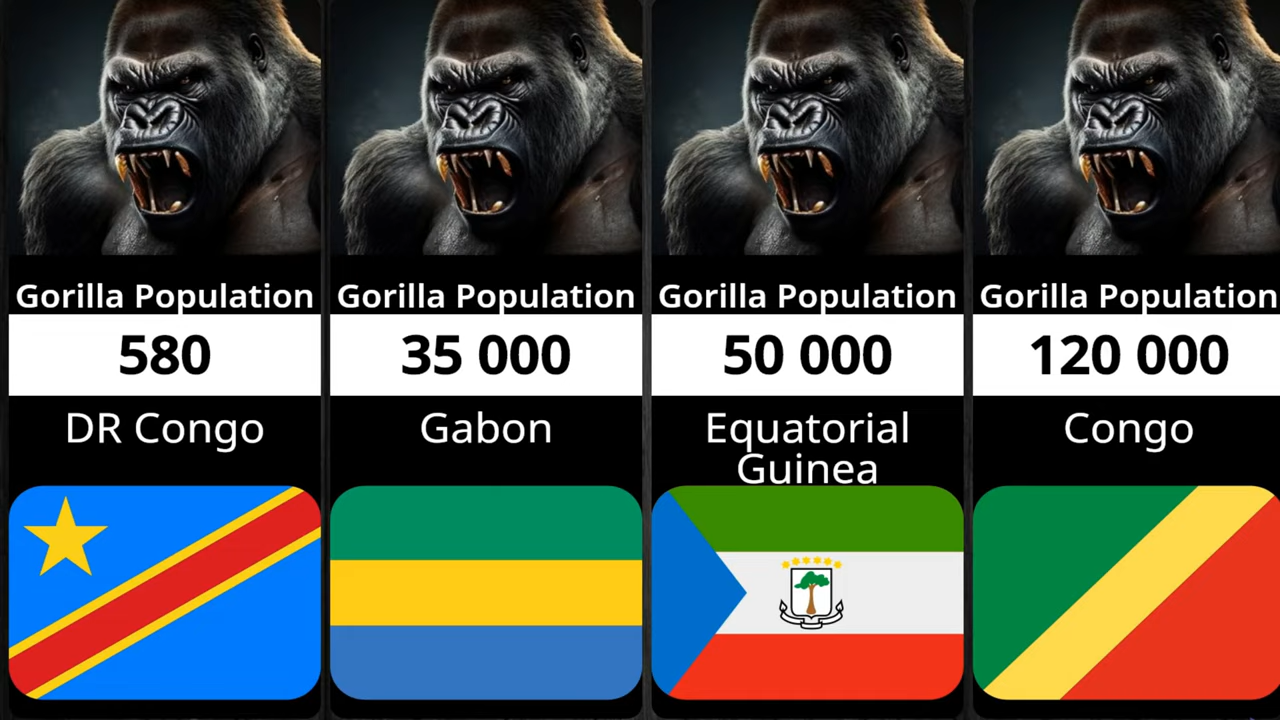 Gorilla Population
580
DR Congo
Gorilla Population
35 000
Gabon
Gorilla Population
50 000
Equatorial
Guinea
Gorilla Population
120 000
Congo